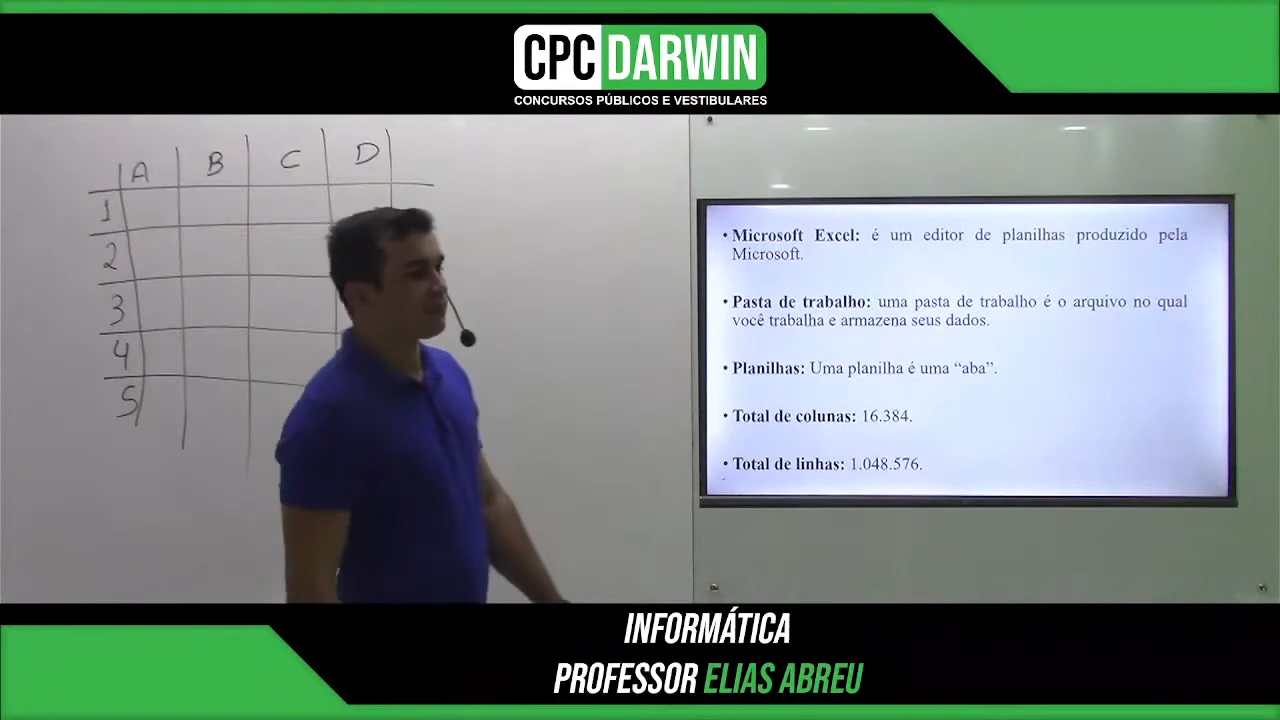 CPC DARWIN
CONCURSOS PÚBLICOS E VESTIBULARES
A B C D
1
2
3
4
5
• Microsoft Excel: é um editor de planilhas produzido pela
Microsoft.
• Pasta de trabalho: uma pasta de trabalho é o arquivo no qual
você trabalha e armazena seus dados.
• Planilhas: Uma planilha é uma “aba”.
• Total de colunas: 16.384.
• Total de linhas: 1.048.576.
INFORMÁTICA
PROFESSOR ELIAS ABREU